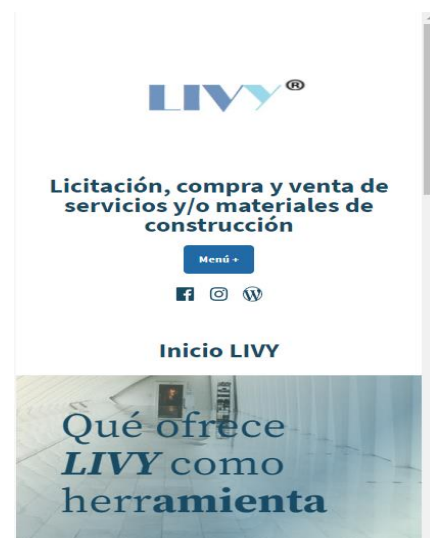 LIVY®
Licitación, compra y venta de
servicios y/o materiales de
construcción
Menú +
Inicio LIVY
Qué ofrece
LIVY como
herramienta